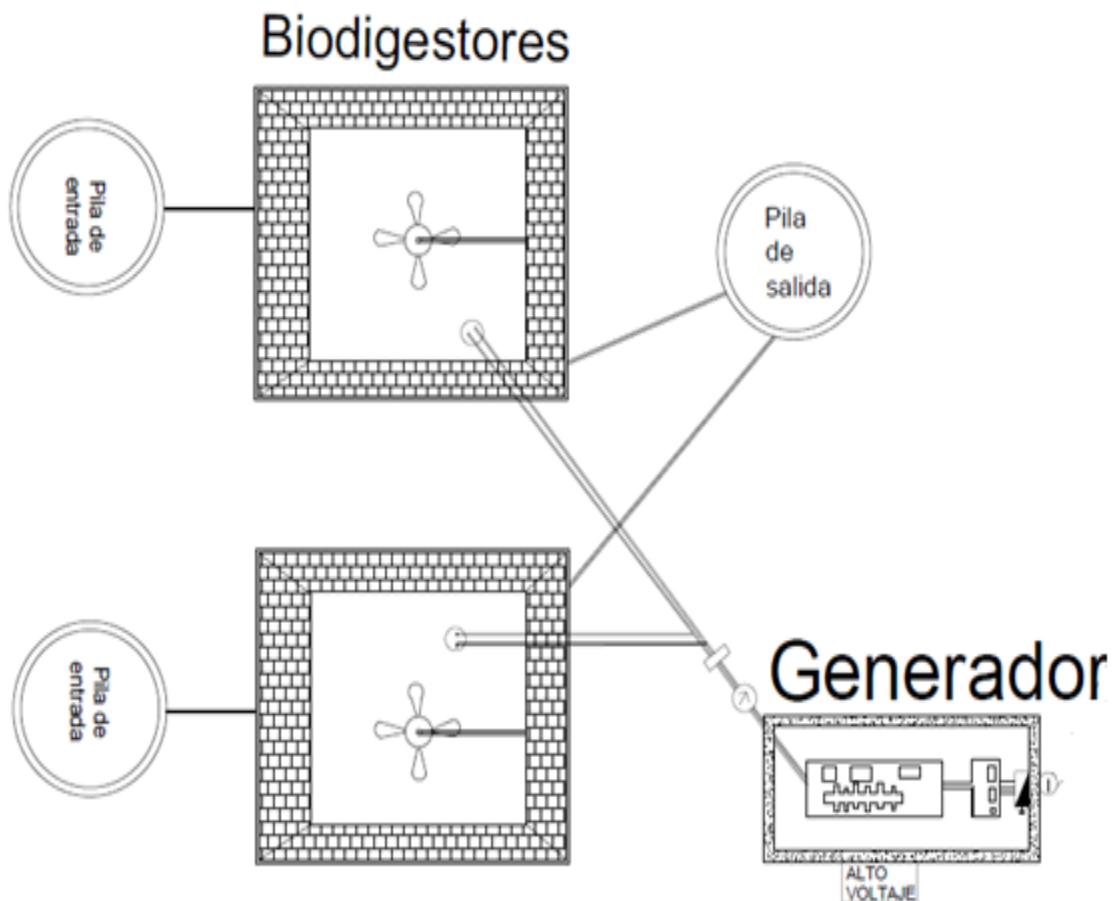 Biodigestores
Pila de
entrada
Pila
de
salida
Pila de
entrada
Generador
ALTO
VOLTAJE